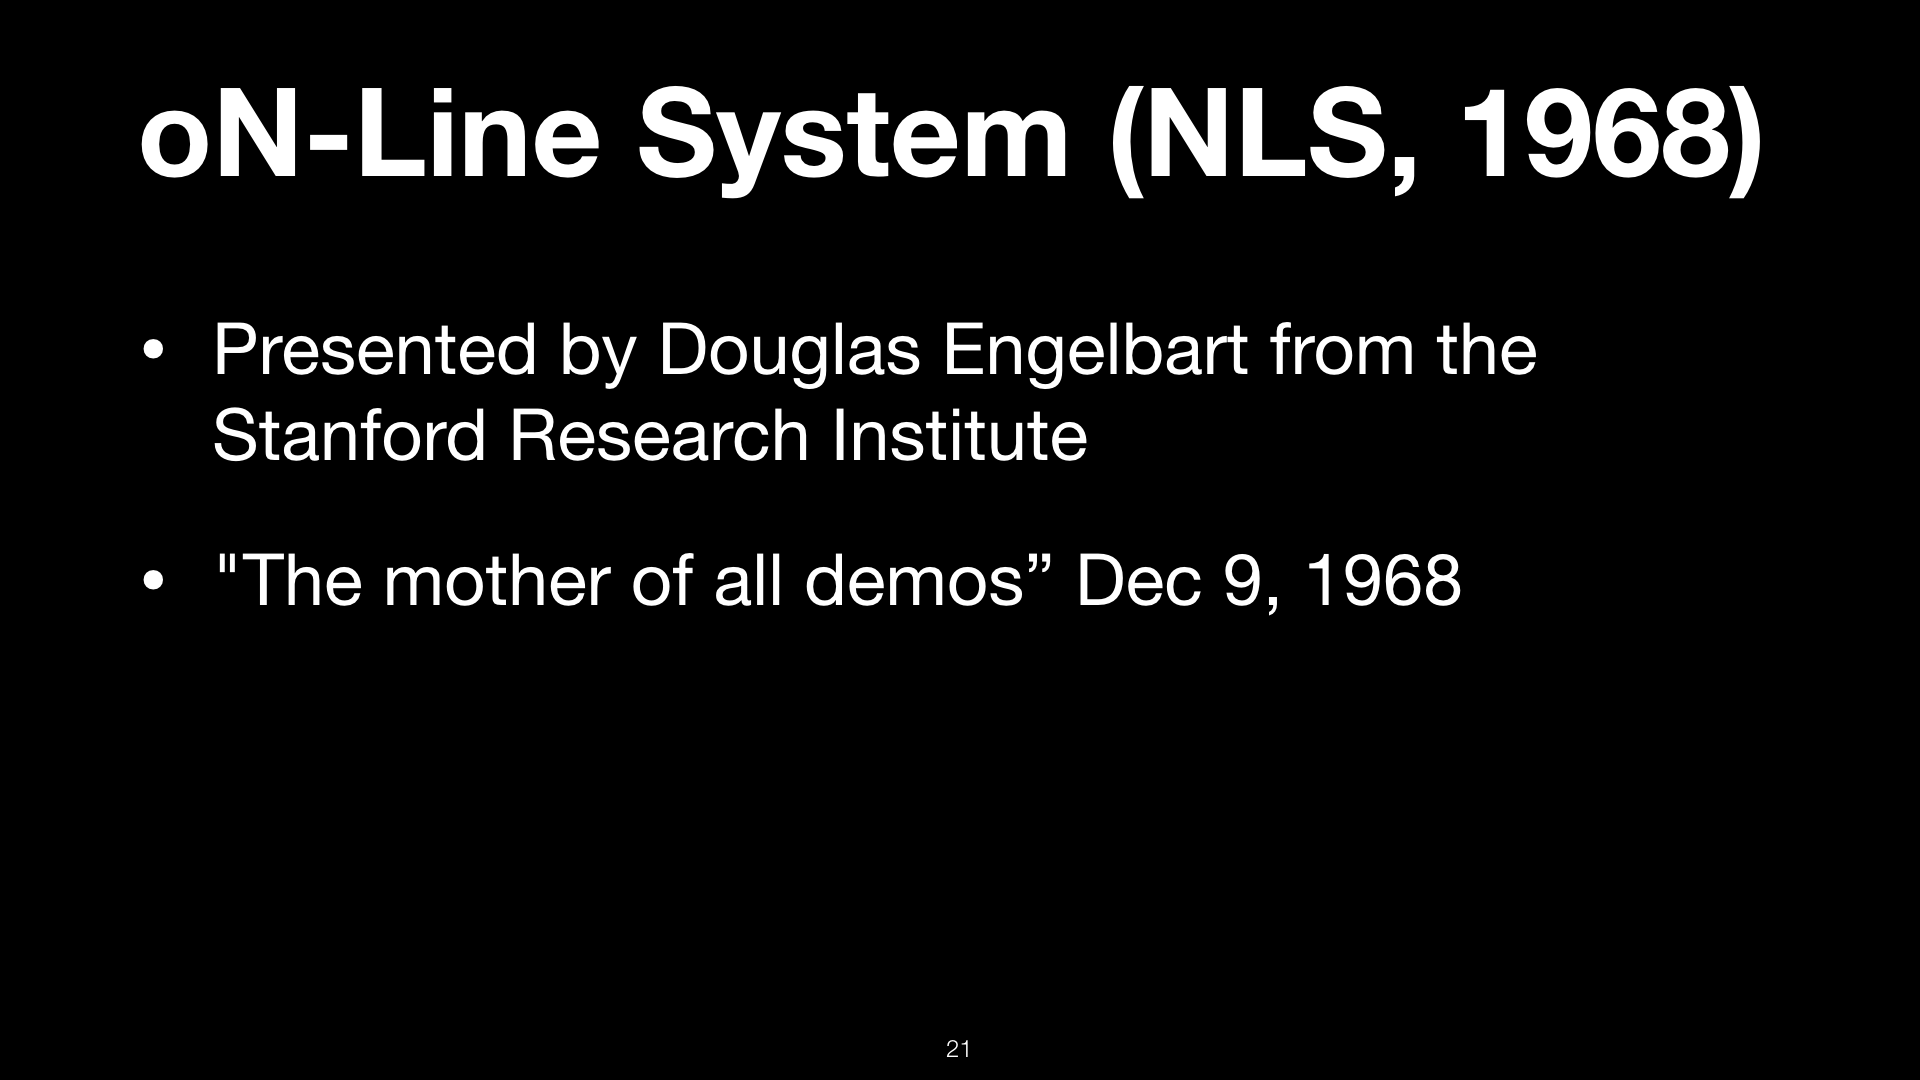 oN-Line System (NLS, 1968)
• Presented by Douglas Engelbart from the
Stanford Research Institute
• "The mother of all demos” Dec 9, 1968
21